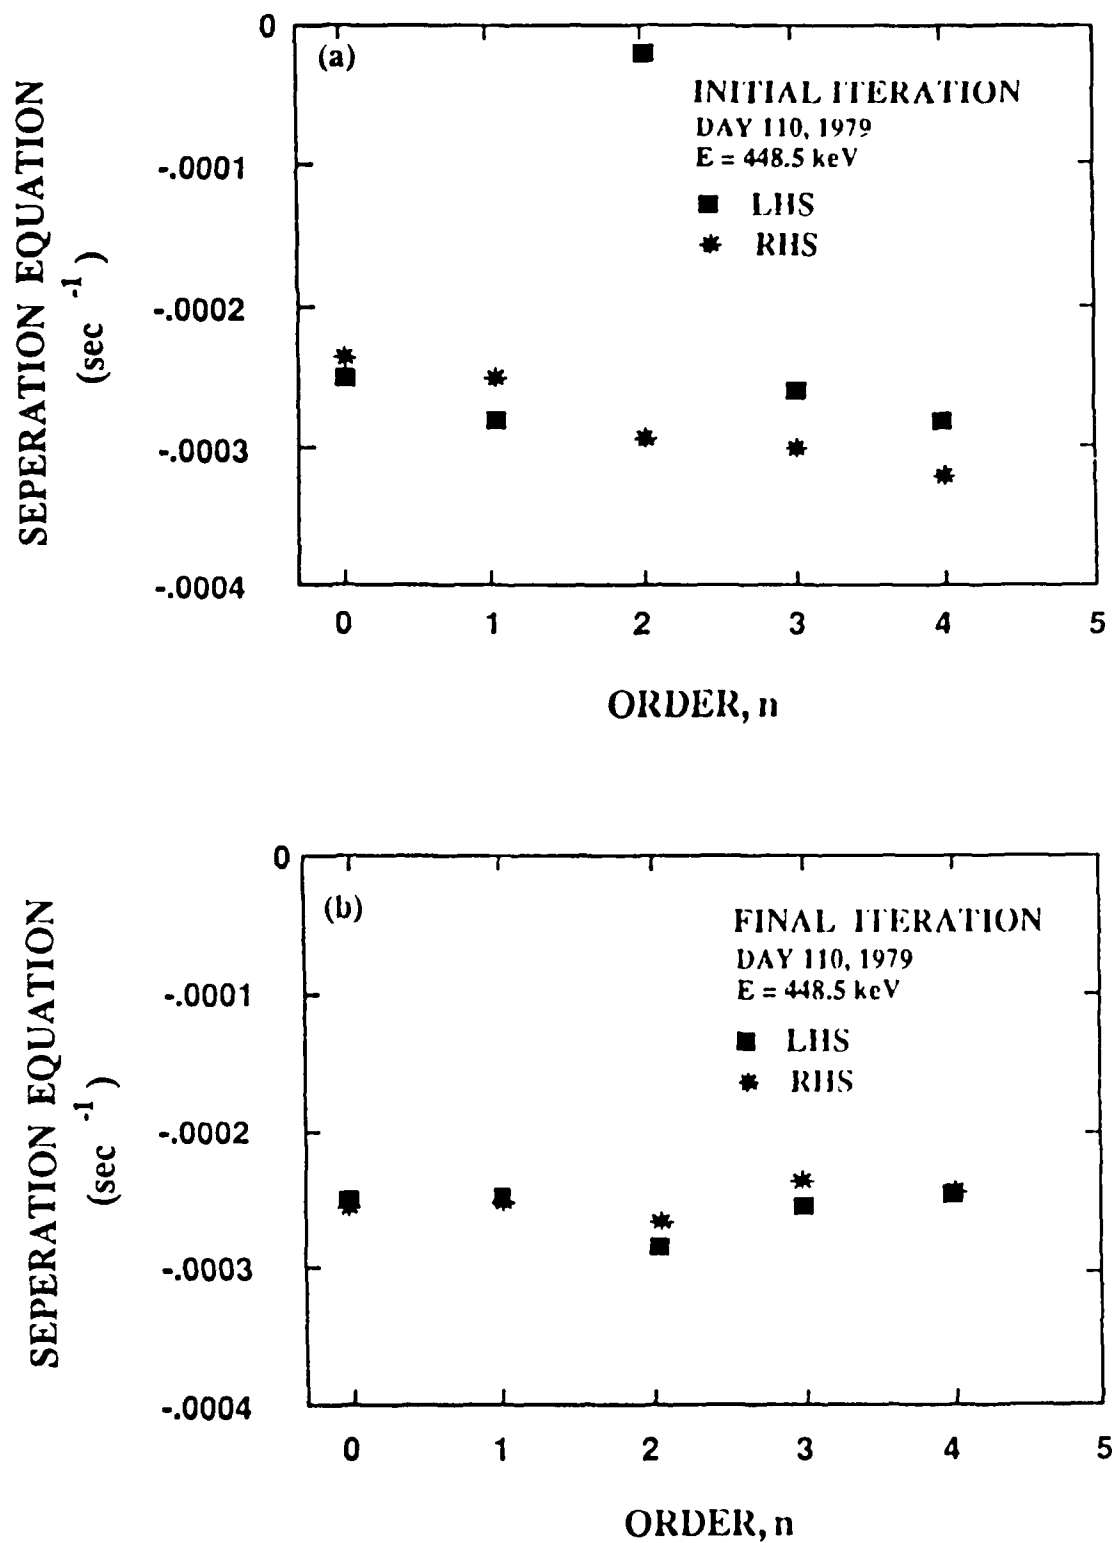 0
(a)
INITIAL ITERATION
DAY 110, 1979
E = 448.5 keV
LHS
RHS
-.0001
-.0002
-.0003
-.0004
SEPERATION EQUATION
(sec -1)
0 1 2 3 4 5
ORDER, n
0
(b)
FINAL ITERATION
DAY 110, 1979
E = 448.5 keV
LHS
RHS
-.0001
-.0002
-.0003
-.0004
SEPERATION EQUATION
(sec -1)
0 1 2 3 4 5
ORDER, n